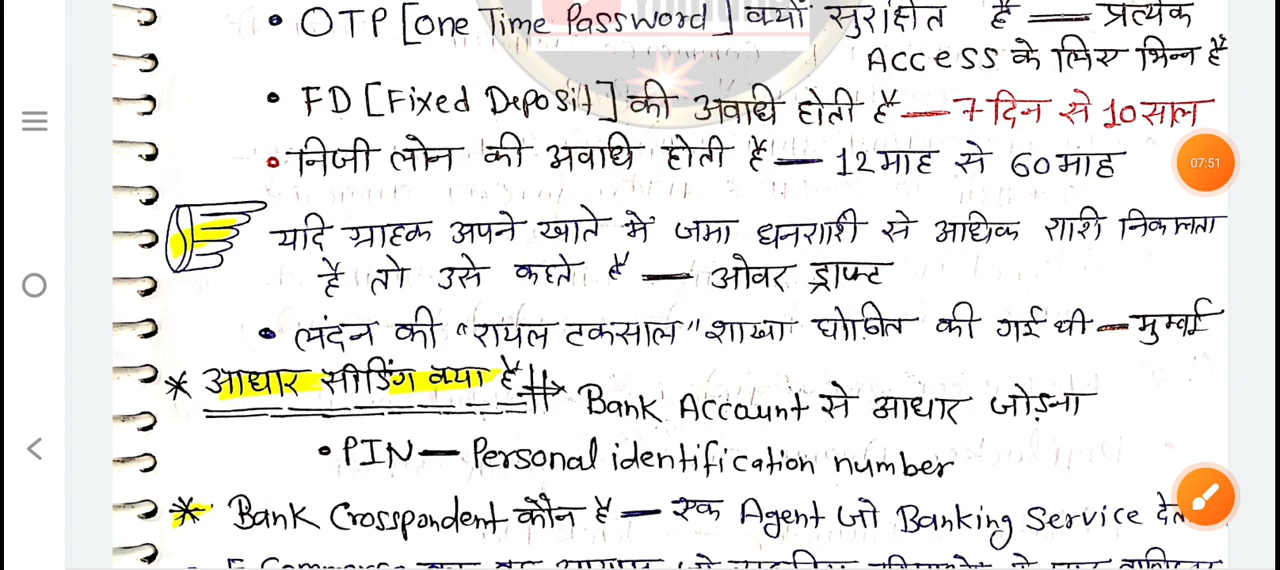 • OTP [One Time Password] क्यों सुरक्षित है — प्रत्येक
Access के लिए भिन्न है
• FD [Fixed Deposit] की अवधि होती है — 7 दिन से 10 साल
• निजी लोन की अवधि होती है — 12 माह से 60 माह
07:51
यदि ग्राहक अपने खाते में जमा धनराशी से अधिक राशि निकालता
है तो उसे कहते है — ओवर ड्राफ्ट
• लंदन की "रायल टकसाल" शाखा घोषित की गई थी — मुम्बई
* आधार सीडिंग क्या है
Bank Account से आधार जोड़ना
• PIN — Personal identification number
* Bank Crosspondent कौन है — एक Agent जो Banking Service